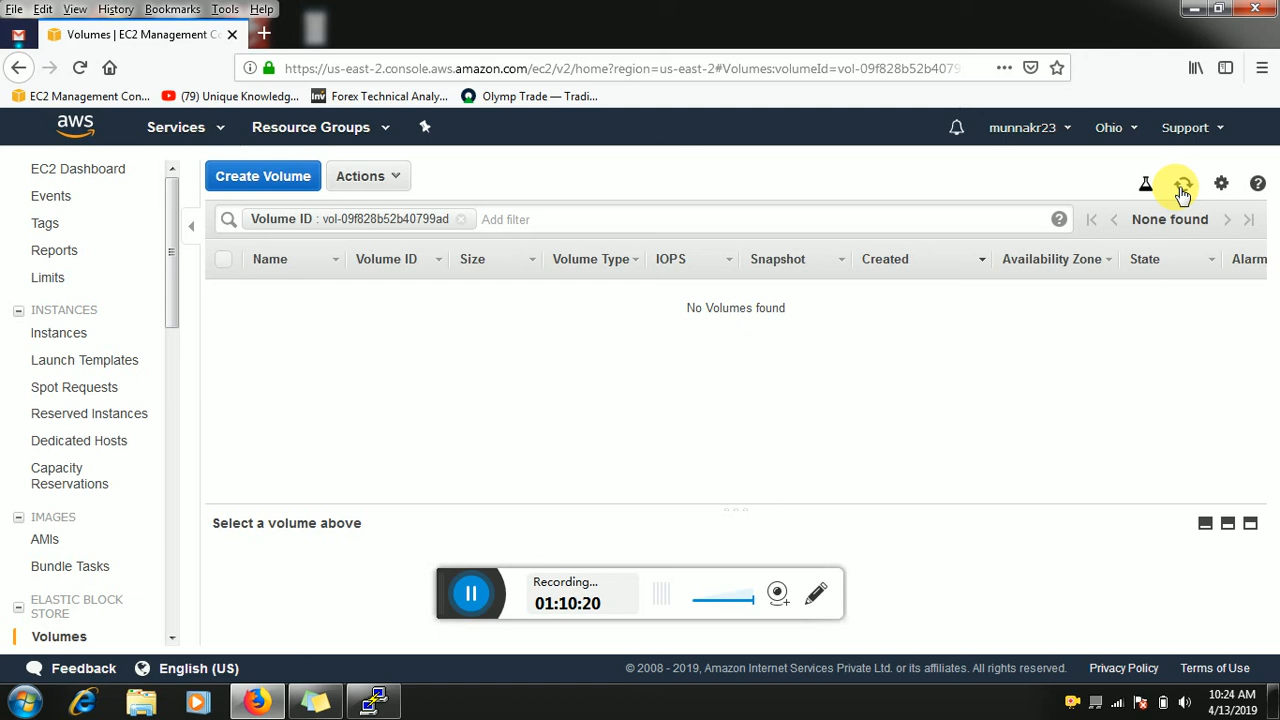 File Edit View History Bookmarks Tools Help
Volumes | EC2 Management Co
https://us-east-2.console.aws.amazon.com/ec2/v2/home?region=us-east-2#Volumes:volumeId=vol-09f828b52b4079
EC2 Management Con... (79) Unique Knowledg... Inv Forex Technical Analy... Olymp Trade — Tradi...
aws Services Resource Groups munnakr23 Ohio Support
EC2 Dashboard
Events
Tags
Reports
Limits
INSTANCES
Instances
Launch Templates
Spot Requests
Reserved Instances
Dedicated Hosts
Capacity
Reservations
IMAGES
AMIs
Bundle Tasks
ELASTIC BLOCK
STORE
Volumes
Create Volume Actions
Volume ID : vol-09f828b52b40799ad Add filter None found
Name Volume ID Size Volume Type IOPS Snapshot Created Availability Zone State Alarm
No Volumes found
Select a volume above
Recording...
01:10:20
Feedback English (US) © 2008 - 2019, Amazon Internet Services Private Ltd. or its affiliates. All rights reserved. Privacy Policy Terms of Use
10:24 AM
4/13/2019